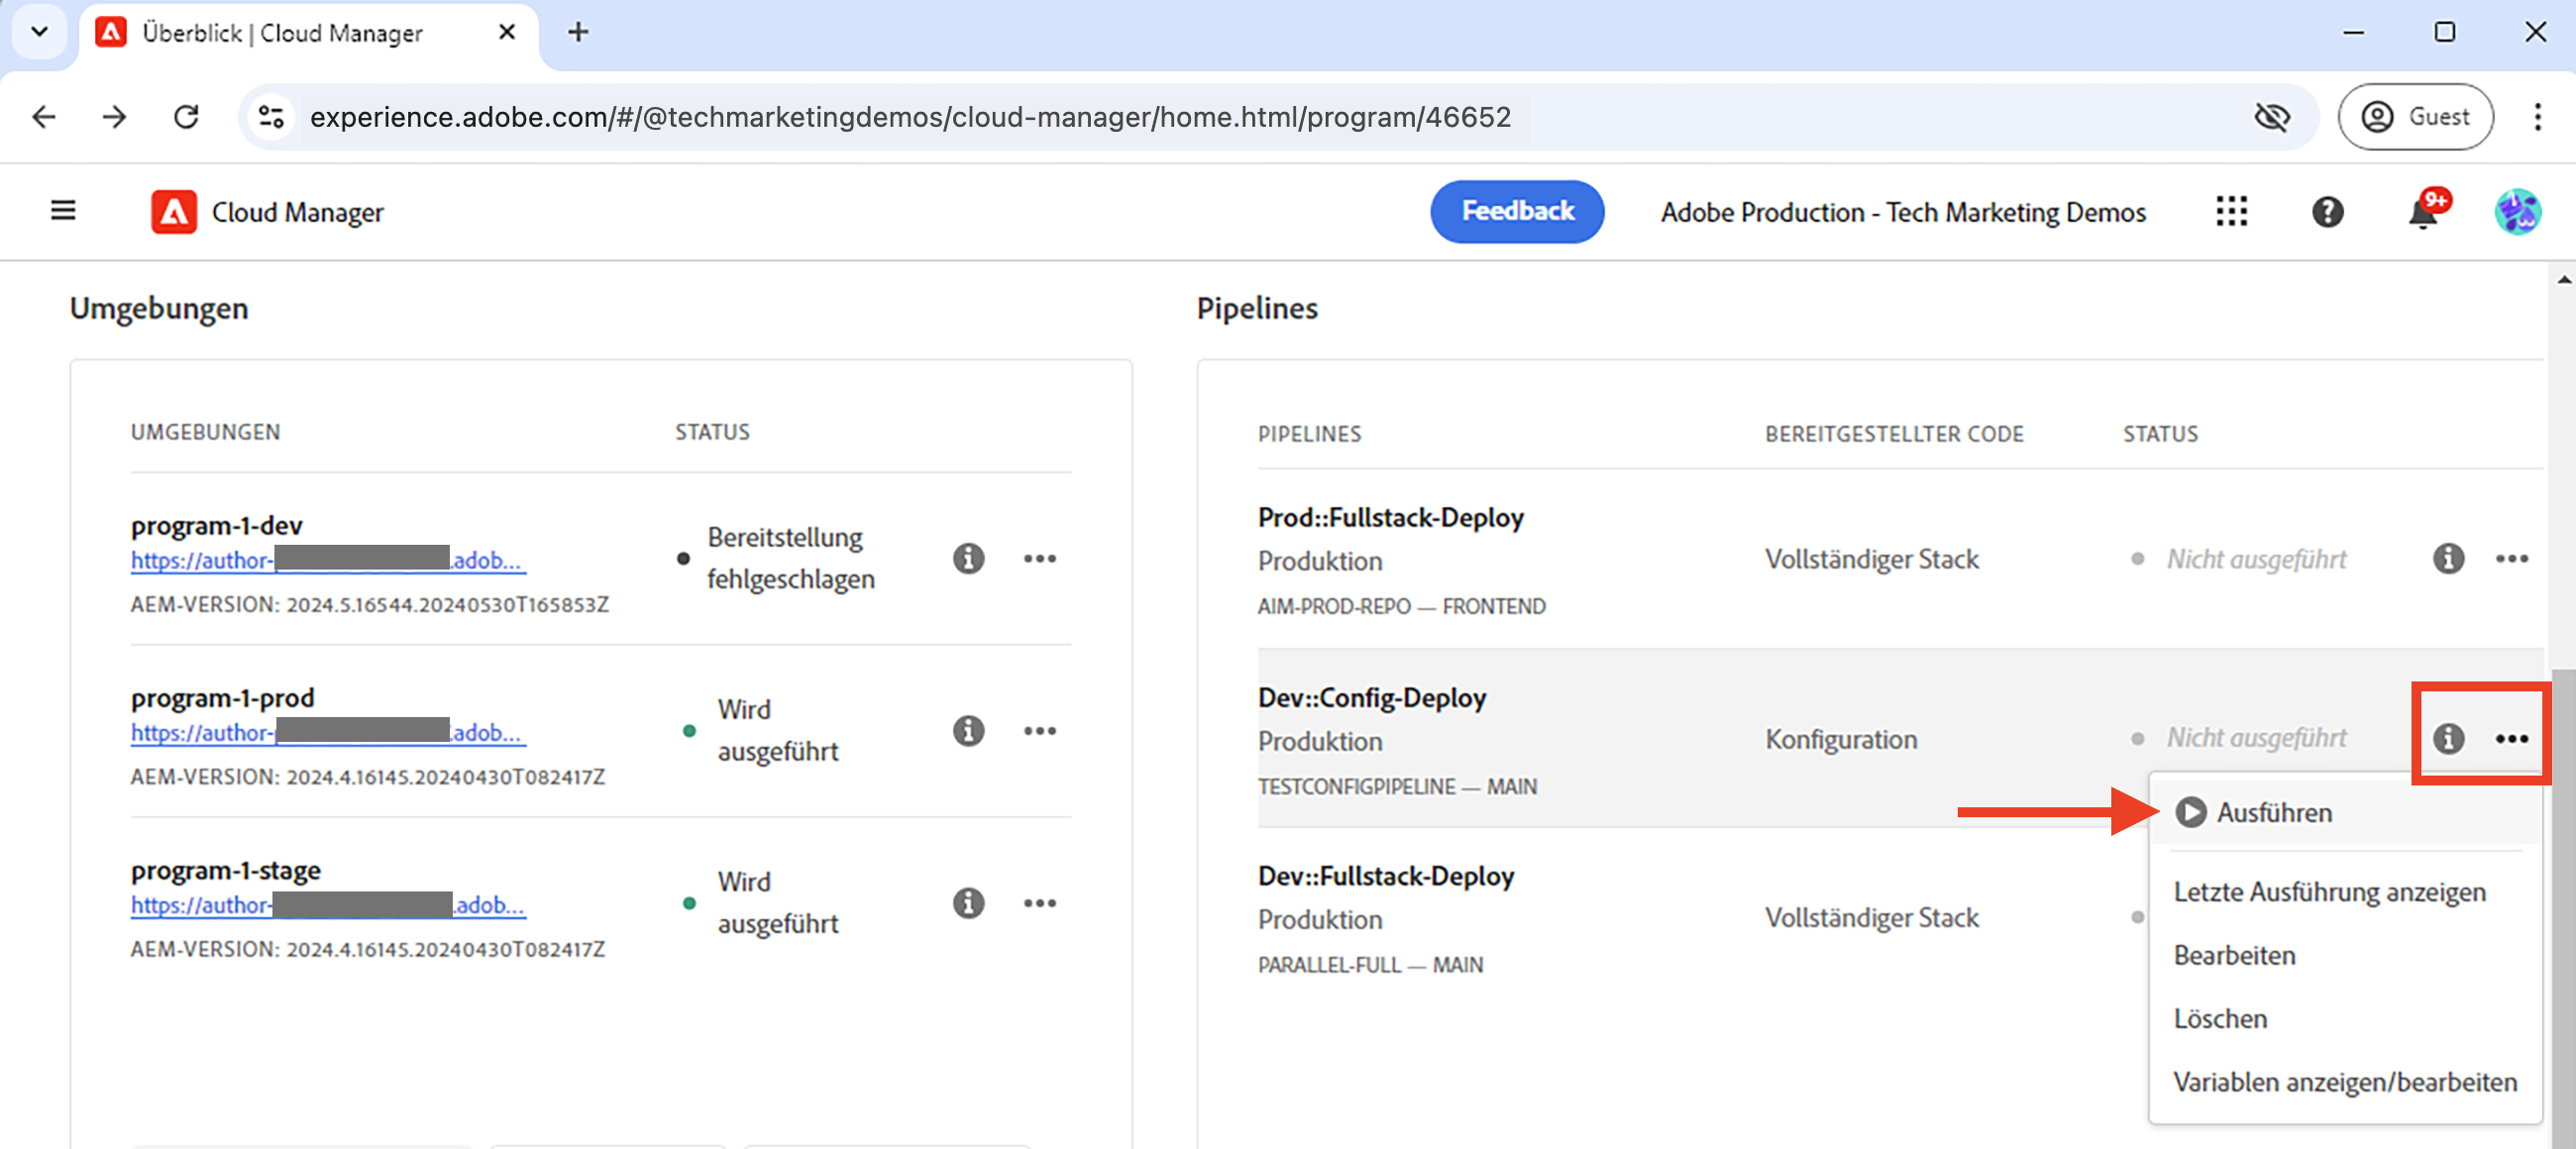 Überblick | Cloud Manager
experience.adobe.com/#/@techmarketingdemos/cloud-manager/home.html/program/46652
Guest
Cloud Manager
Feedback
Adobe Production - Tech Marketing Demos
9+
Umgebungen
UMGEBUNGEN
STATUS
program-1-dev
https://author-
.adob...
Bereitstellung
fehlgeschlagen
AEM-VERSION: 2024.5.16544.20240530T165853Z
program-1-prod
https://author-
.adob...
Wird
ausgeführt
AEM-VERSION: 2024.4.16145.20240430T082417Z
program-1-stage
https://author-
.adob...
Wird
ausgeführt
AEM-VERSION: 2024.4.16145.20240430T082417Z
Pipelines
PIPELINES
BEREITGESTELLTER CODE
STATUS
Prod::Fullstack-Deploy
Produktion
AIM-PROD-REPO — FRONTEND
Vollständiger Stack
Nicht ausgeführt
Dev::Config-Deploy
Produktion
TESTCONFIGPIPELINE — MAIN
Konfiguration
Nicht ausgeführt
Dev::Fullstack-Deploy
Produktion
PARALLEL-FULL — MAIN
Vollständiger Stack
Ausführen
Letzte Ausführung anzeigen
Bearbeiten
Löschen
Variablen anzeigen/bearbeiten